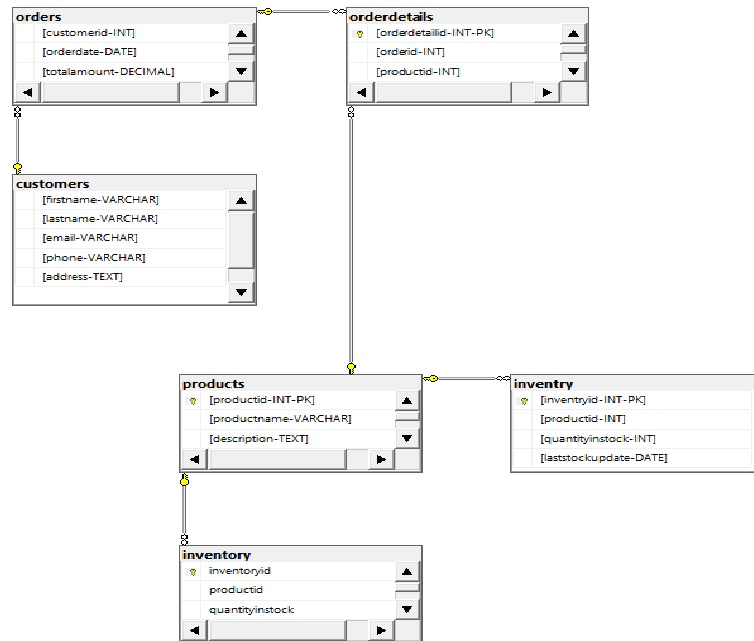 orders
[customerid-INT]
[orderdate-DATE]
[totalamount-DECIMAL]
orderdetails
[orderdetailid-INT-PK]
[orderid-INT]
[productid-INT]
customers
[firstname-VARCHAR]
[lastname-VARCHAR]
[email-VARCHAR]
[phone-VARCHAR]
[address-TEXT]
products
[productid-INT-PK]
[productname-VARCHAR]
[description-TEXT]
inventry
[inventryid-INT-PK]
[productid-INT]
[quantityinstock-INT]
[laststockupdate-DATE]
inventory
inventoryid
productid
quantityinstock